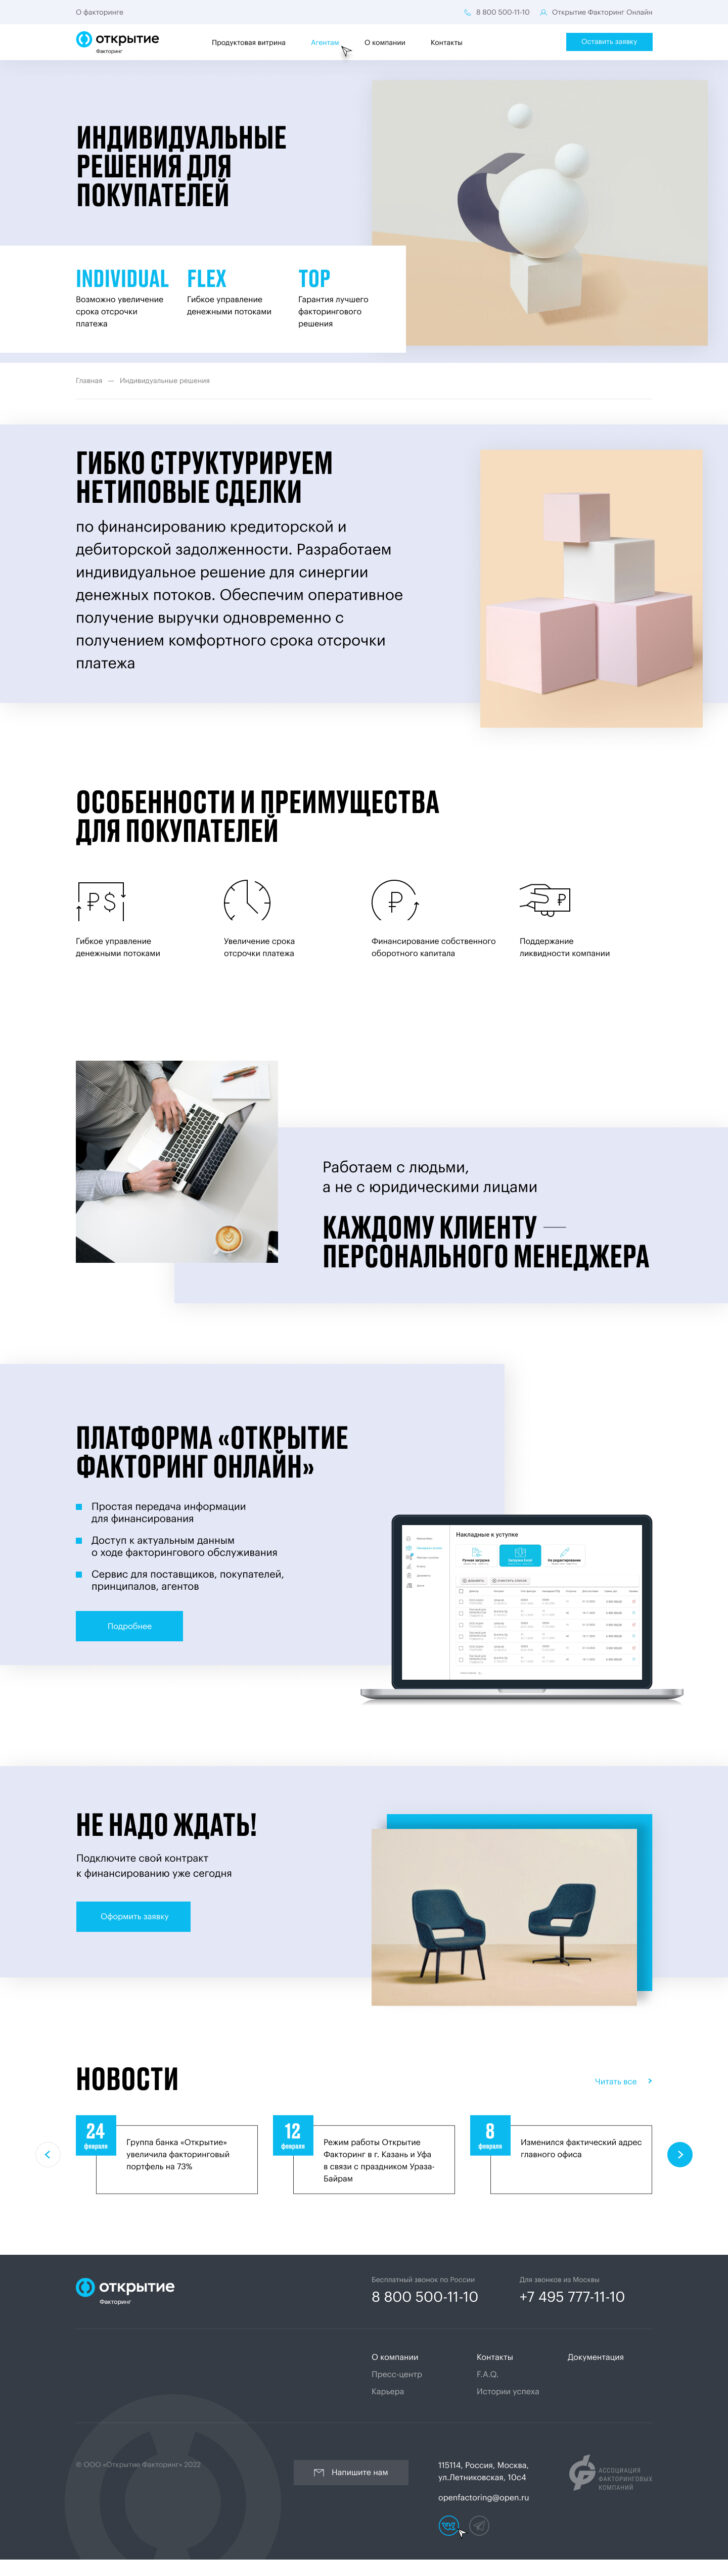 О факторинге
8 800 500-11-10
Открытие Факторинг Онлайн
открытие
Факторинг
Продуктовая витрина
Агентам
О компании
Контакты
Оставить заявку
ИНДИВИДУАЛЬНЫЕ
РЕШЕНИЯ ДЛЯ
ПОКУПАТЕЛЕЙ
INDIVIDUAL
Возможно увеличение
срока отсрочки
платежа
FLEX
Гибкое управление
денежными потоками
TOP
Гарантия лучшего
факторингового
решения
Главная — Индивидуальные решения
ГИБКО СТРУКТУРИРУЕМ
НЕТИПОВЫЕ СДЕЛКИ
по финансированию кредиторской и
дебиторской задолженности. Разработаем
индивидуальное решение для синергии
денежных потоков. Обеспечим оперативное
получение выручки одновременно с
получением комфортного срока отсрочки
платежа
ОСОБЕННОСТИ И ПРЕИМУЩЕСТВА
ДЛЯ ПОКУПАТЕЛЕЙ
Гибкое управление
денежными потоками
Увеличение срока
отсрочки платежа
Финансирование собственного
оборотного капитала
Поддержание
ликвидности компании
Работаем с людьми,
а не с юридическими лицами
КАЖДОМУ КЛИЕНТУ —
ПЕРСОНАЛЬНОГО МЕНЕДЖЕРА
ПЛАТФОРМА «ОТКРЫТИЕ
ФАКТОРИНГ ОНЛАЙН»
Простая передача информации
для финансирования
Доступ к актуальным данным
о ходе факторингового обслуживания
Сервис для поставщиков, покупателей,
принципалов, агентов
Подробнее
Накладные к уступке
НЕ НАДО ЖДАТЬ!
Подключите свой контракт
к финансированию уже сегодня
Оформить заявку
НОВОСТИ
Читать все
24
февраля
Группа банка «Открытие»
увеличила факторинговый
портфель на 73%
12
февраля
Режим работы Открытие
Факторинг в г. Казань и Уфа
в связи с праздником Ураза-
Байрам
8
февраля
Изменился фактический адрес
главного офиса
открытие
Факторинг
Бесплатный звонок по России
8 800 500-11-10
Для звонков из Москвы
+7 495 777-11-10
О компании
Контакты
Документация
Пресс-центр
F.A.Q.
Карьера
Истории успеха
© ООО «Открытие Факторинг» 2022
Напишите нам
115114, Россия, Москва,
ул.Летниковская, 10с4
openfactoring@open.ru
АССОЦИАЦИЯ
ФАКТОРИНГОВЫХ
КОМПАНИЙ